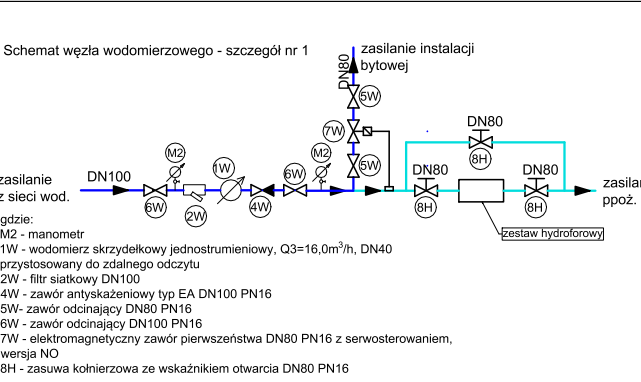 Schemat węzła wodomierzowego - szczegół nr 1
zasilanie instalacji
bytowej
DN80
5W
7W
5W
M2
1W
6W
M2
DN100
6W
2W
4W
zasilanie
z sieci wod.
DN80
8H
DN80
8H
DN80
8H
ppoż.
zestaw hydroforowy
gdzie:
M2 - manometr
1W - wodomierz skrzydełkowy jednostrumieniowy, Q3=16,0m³/h, DN40
przystosowany do zdalnego odczytu
2W - filtr siatkowy DN100
4W - zawór antyskażeniowy typ EA DN100 PN16
5W- zawór odcinający DN80 PN16
6W - zawór odcinający DN100 PN16
7W - elektromagnetyczny zawór pierwszeństwa DN80 PN16 z serwosterowaniem,
wersja NO
8H - zasuwa kołnierzowa ze wskaźnikiem otwarcia DN80 PN16